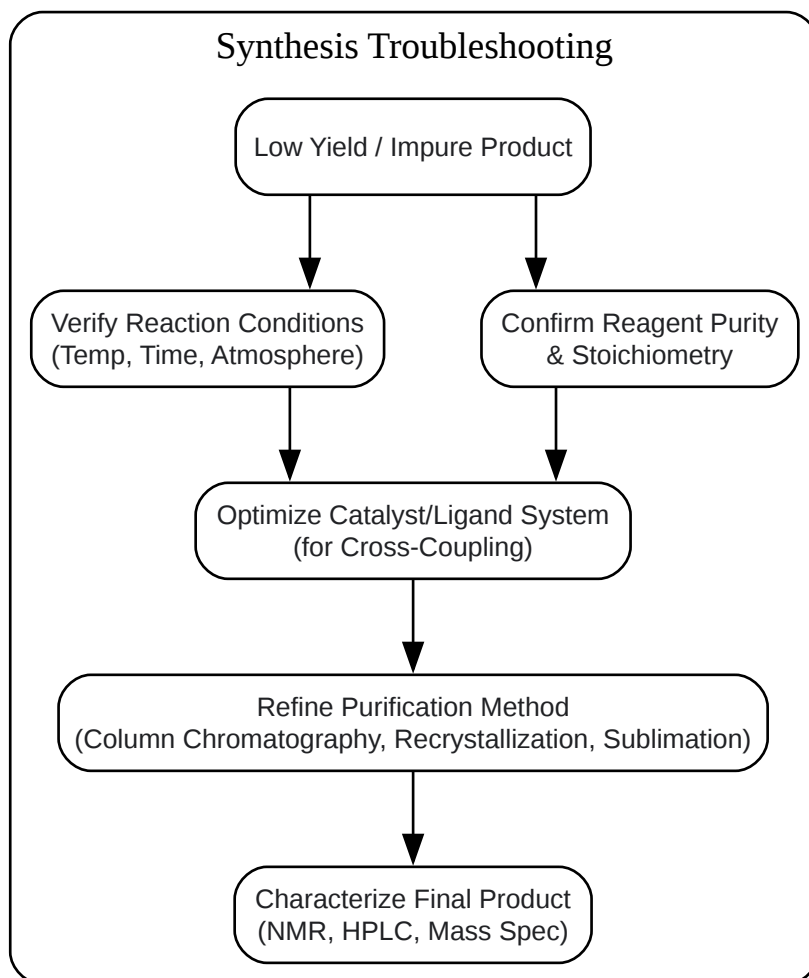 Synthesis Troubleshooting
Low Yield / Impure Product
Verify Reaction Conditions
(Temp, Time, Atmosphere)
Confirm Reagent Purity
& Stoichiometry
Optimize Catalyst/Ligand System
(for Cross-Coupling)
Refine Purification Method
(Column Chromatography, Recrystallization, Sublimation)
Characterize Final Product
(NMR, HPLC, Mass Spec)